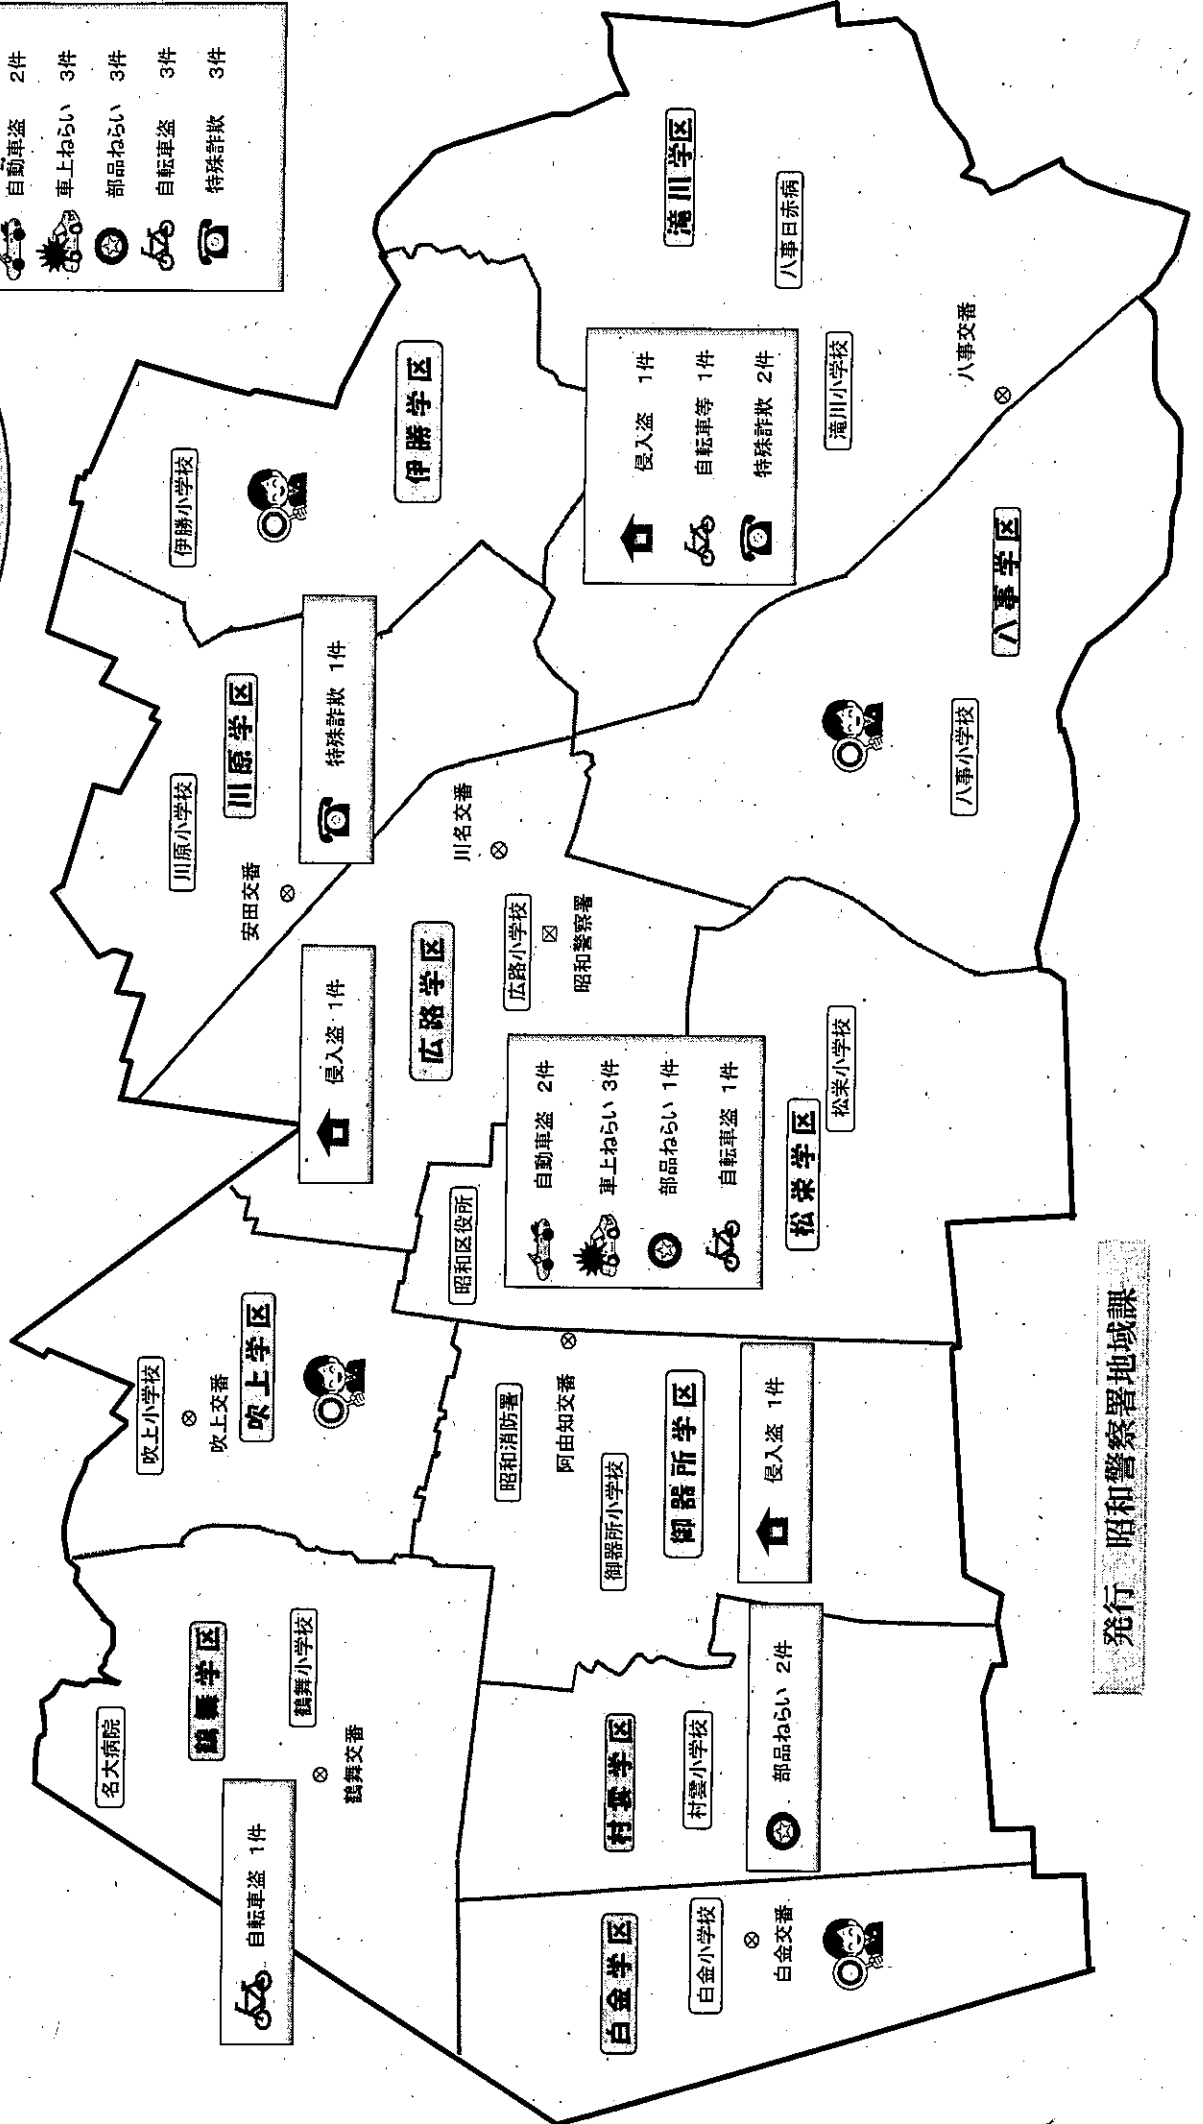 自動車盗 2件
車上ねらい 3件
部品ねらい 3件
自転車盗 3件
特殊詐欺 3件
名大病院
鶴舞学区
鶴舞小学校
鶴舞交番
自転車盗 1件
吹上小学校
吹上交番
吹上学区
川原小学校
安田交番
川原学区
特殊詐欺 1件
伊勝小学校
伊勝学区
侵入盗 1件
広路学区
川名交番
広路小学校
昭和警察署
昭和区役所
自動車盗 2件
車上ねらい 3件
部品ねらい 1件
自転車盗 1件
松栄学区
松栄小学校
滝川学区
八事日赤病
侵入盗 1件
自転車等 1件
特殊詐欺 2件
滝川小学校
八事交番
八事学区
八事小学校
昭和消防署
阿由知交番
御器所小学校
御器所学区
侵入盗 1件
村雲学区
村雲小学校
部品ねらい 2件
白金学区
白金小学校
白金交番
発行 昭和警察署地域課